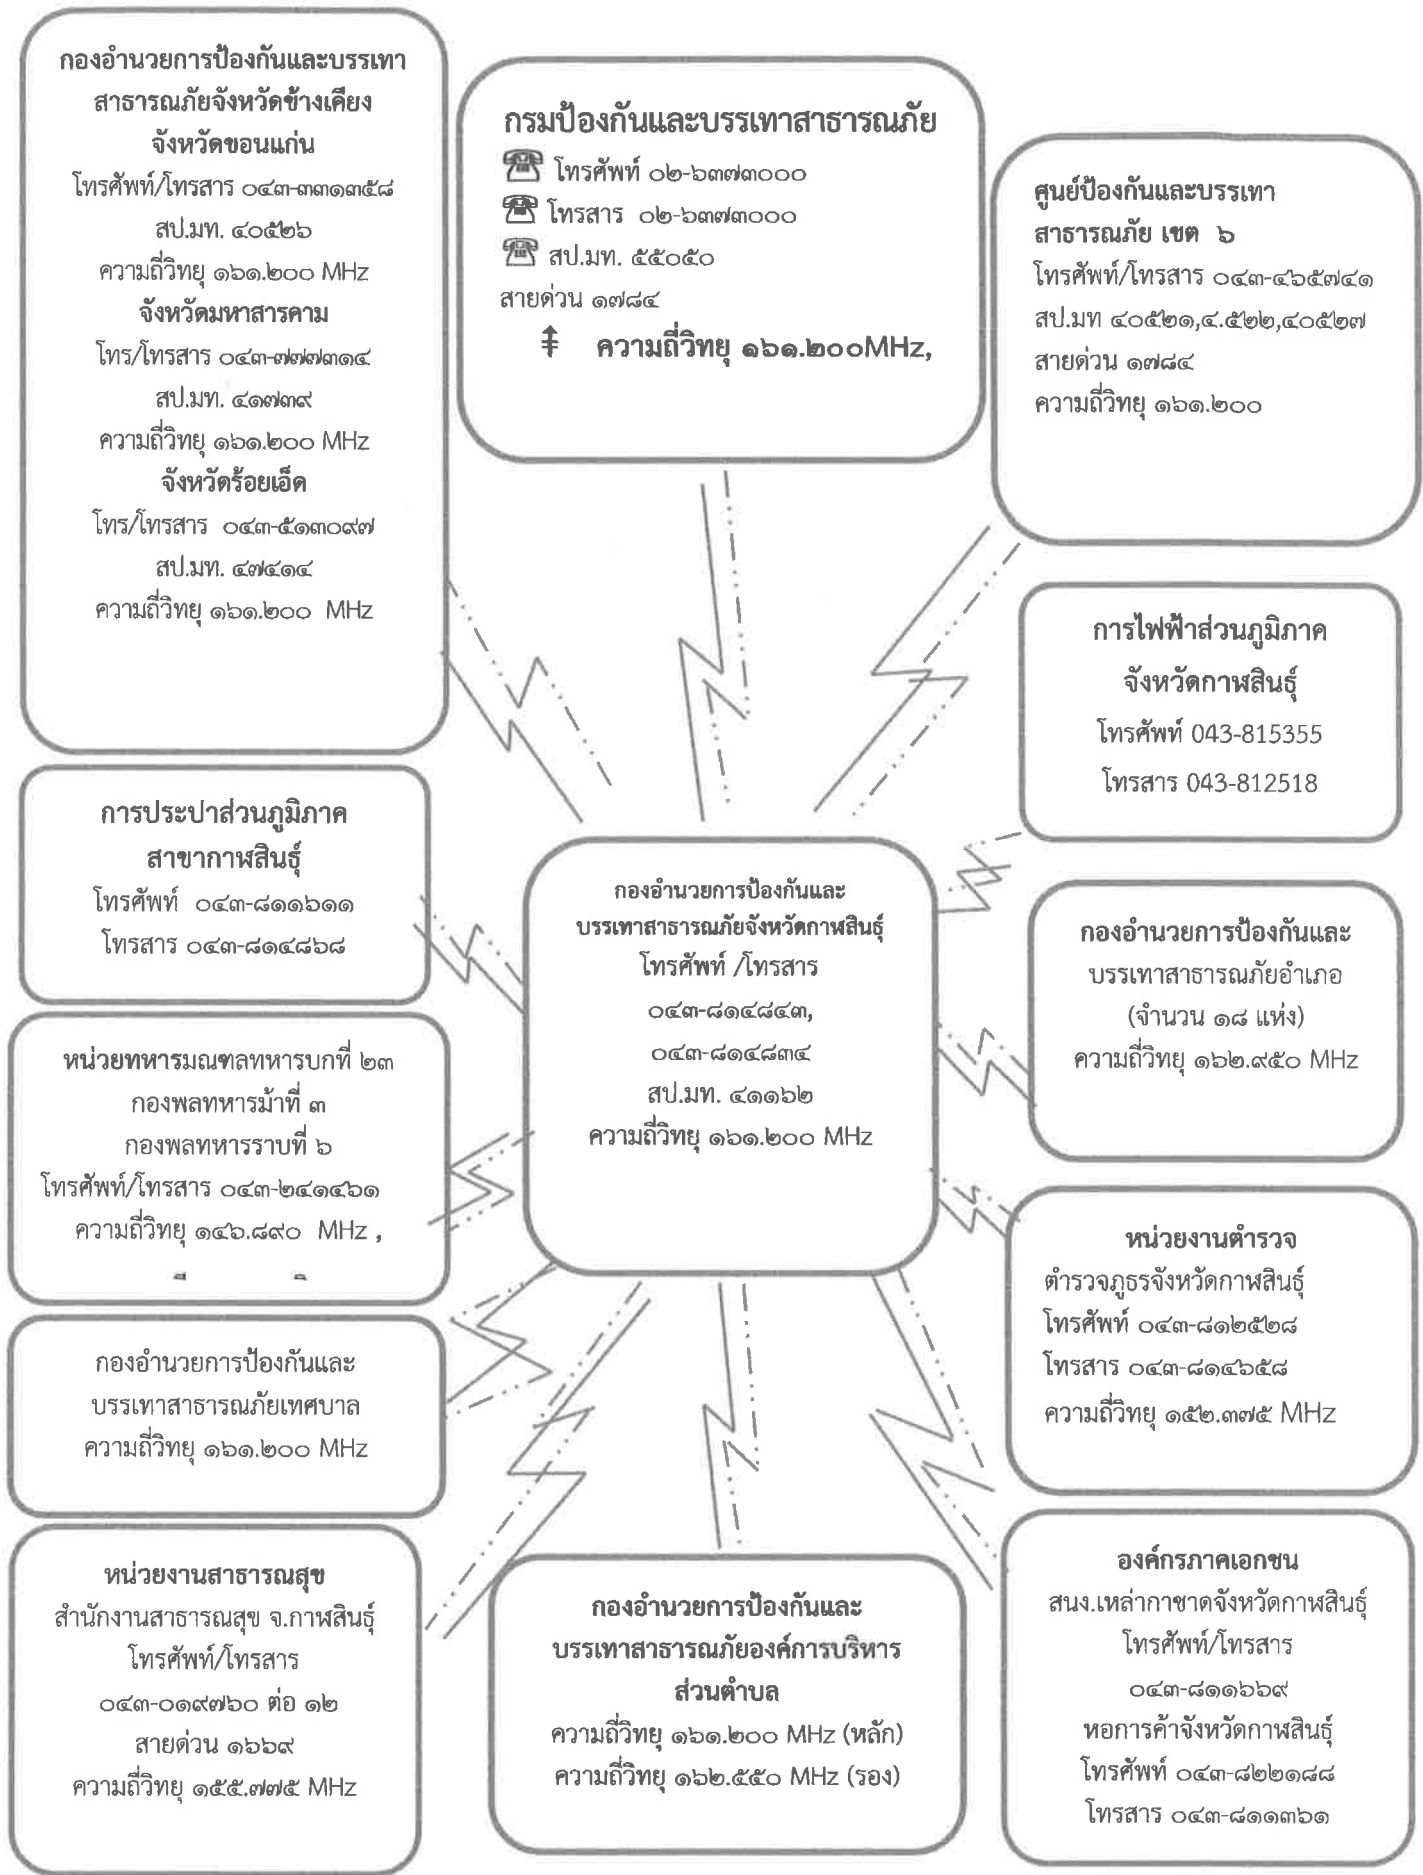 กองอำนวยการป้องกันและบรรเทา
สาธารณภัยจังหวัดข้างเคียง
จังหวัดขอนแก่น
โทรศัพท์/โทรสาร ๐๔๓-๓๓๑๓๕๘
สป.มท. ๔๐๕๒๖
ความถี่วิทยุ ๑๖๑.๒๐๐ MHz
จังหวัดมหาสารคาม
โทร/โทรสาร ๐๔๓-๗๗๗๓๑๔
สป.มท. ๔๑๗๓๙
ความถี่วิทยุ ๑๖๑.๒๐๐ MHz
จังหวัดร้อยเอ็ด
โทร/โทรสาร ๐๔๓-๕๑๓๐๙๗
สป.มท. ๔๗๔๑๔
ความถี่วิทยุ ๑๖๑.๒๐๐ MHz
กรมป้องกันและบรรเทาสาธารณภัย
โทรศัพท์ ๐๒-๖๓๗๓๐๐๐
โทรสาร ๐๒-๖๓๗๓๐๐๐
สป.มท. ๕๕๐๕๐
สายด่วน ๑๗๘๔
ความถี่วิทยุ ๑๖๑.๒๐๐MHz,
ศูนย์ป้องกันและบรรเทา
สาธารณภัย เขต ๖
โทรศัพท์/โทรสาร ๐๔๓-๔๖๕๗๔๑
สป.มท ๔๐๕๒๑,๔.๕๒๒,๔๐๕๒๗
สายด่วน ๑๗๘๔
ความถี่วิทยุ ๑๖๑.๒๐๐
การไฟฟ้าส่วนภูมิภาค
จังหวัดกาฬสินธุ์
โทรศัพท์ 043-815355
โทรสาร 043-812518
การประปาส่วนภูมิภาค
สาขากาฬสินธุ์
โทรศัพท์ ๐๔๓-๘๑๑๖๑๑
โทรสาร ๐๔๓-๘๑๔๘๖๘
กองอำนวยการป้องกันและ
บรรเทาสาธารณภัยจังหวัดกาฬสินธุ์
โทรศัพท์ /โทรสาร
๐๔๓-๘๑๔๘๔๓,
๐๔๓-๘๑๔๘๓๔
สป.มท. ๔๑๑๖๒
ความถี่วิทยุ ๑๖๑.๒๐๐ MHz
กองอำนวยการป้องกันและ
บรรเทาสาธารณภัยอำเภอ
(จำนวน ๑๘ แห่ง)
ความถี่วิทยุ ๑๖๒.๙๕๐ MHz
หน่วยทหารมณฑลทหารบกที่ ๒๓
กองพลทหารม้าที่ ๓
กองพลทหารราบที่ ๖
โทรศัพท์/โทรสาร ๐๔๓-๒๔๑๔๖๑
ความถี่วิทยุ ๑๔๖.๘๙๐ MHz ,
หน่วยงานตำรวจ
ตำรวจภูธรจังหวัดกาฬสินธุ์
โทรศัพท์ ๐๔๓-๘๑๒๕๒๘
โทรสาร ๐๔๓-๘๑๔๖๕๘
ความถี่วิทยุ ๑๕๒.๓๗๕ MHz
กองอำนวยการป้องกันและ
บรรเทาสาธารณภัยเทศบาล
ความถี่วิทยุ ๑๖๑.๒๐๐ MHz
หน่วยงานสาธารณสุข
สำนักงานสาธารณสุข จ.กาฬสินธุ์
โทรศัพท์/โทรสาร
๐๔๓-๐๑๙๗๖๐ ต่อ ๑๒
สายด่วน ๑๖๖๙
ความถี่วิทยุ ๑๕๕.๗๗๕ MHz
กองอำนวยการป้องกันและ
บรรเทาสาธารณภัยองค์การบริหาร
ส่วนตำบล
ความถี่วิทยุ ๑๖๑.๒๐๐ MHz (หลัก)
ความถี่วิทยุ ๑๖๒.๕๕๐ MHz (รอง)
องค์กรภาคเอกชน
สนง.เหล่ากาชาดจังหวัดกาฬสินธุ์
โทรศัพท์/โทรสาร
๐๔๓-๘๑๑๖๖๙
หอการค้าจังหวัดกาฬสินธุ์
โทรศัพท์ ๐๔๓-๘๒๒๑๘๘
โทรสาร ๐๔๓-๘๑๑๓๖๑